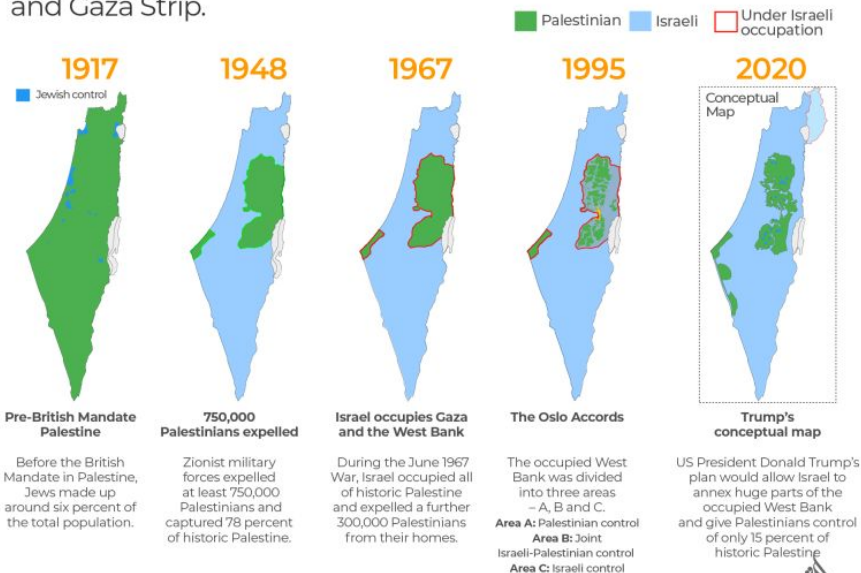 and Gaza Strip.
Palestinian
Israeli
Under Israeli
occupation
1917
1948
1967
1995
2020
Jewish control
Conceptual
Map
Pre-British Mandate
Palestine
Before the British
Mandate in Palestine,
Jews made up
around six percent of
the total population.
750,000
Palestinians expelled
Zionist military
forces expelled
at least 750,000
Palestinians and
captured 78 percent
of historic Palestine.
Israel occupies Gaza
and the West Bank
During the June 1967
War, Israel occupied all
of historic Palestine
and expelled a further
300,000 Palestinians
from their homes.
The Oslo Accords
The occupied West
Bank was divided
into three areas
– A, B and C.
Area A: Palestinian control
Area B: Joint
Israeli-Palestinian control
Area C: Israeli control
Trump’s
conceptual map
US President Donald Trump’s
plan would allow Israel to
annex huge parts of the
occupied West Bank
and give Palestinians control
of only 15 percent of
historic Palestine